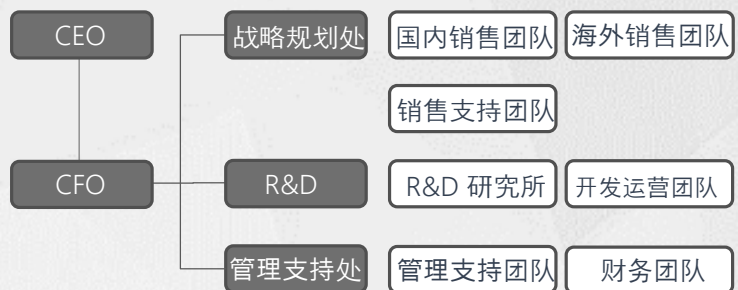 CEO
战略规划处
国内销售团队
海外销售团队
销售支持团队
CFO
R&D
R&D 研究所
开发运营团队
管理支持处
管理支持团队
财务团队